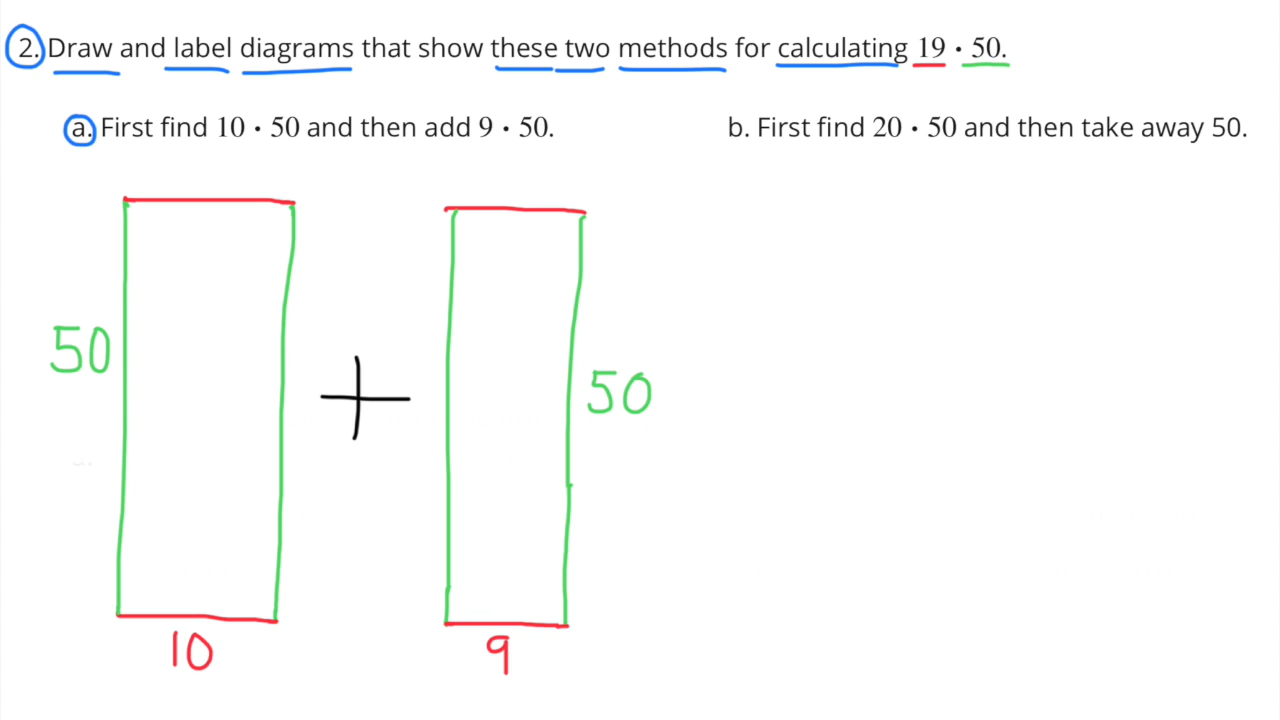 2. Draw and label diagrams that show these two methods for calculating 19 · 50.
a. First find 10 · 50 and then add 9 · 50.
b. First find 20 · 50 and then take away 50.
50
+
50
10
9